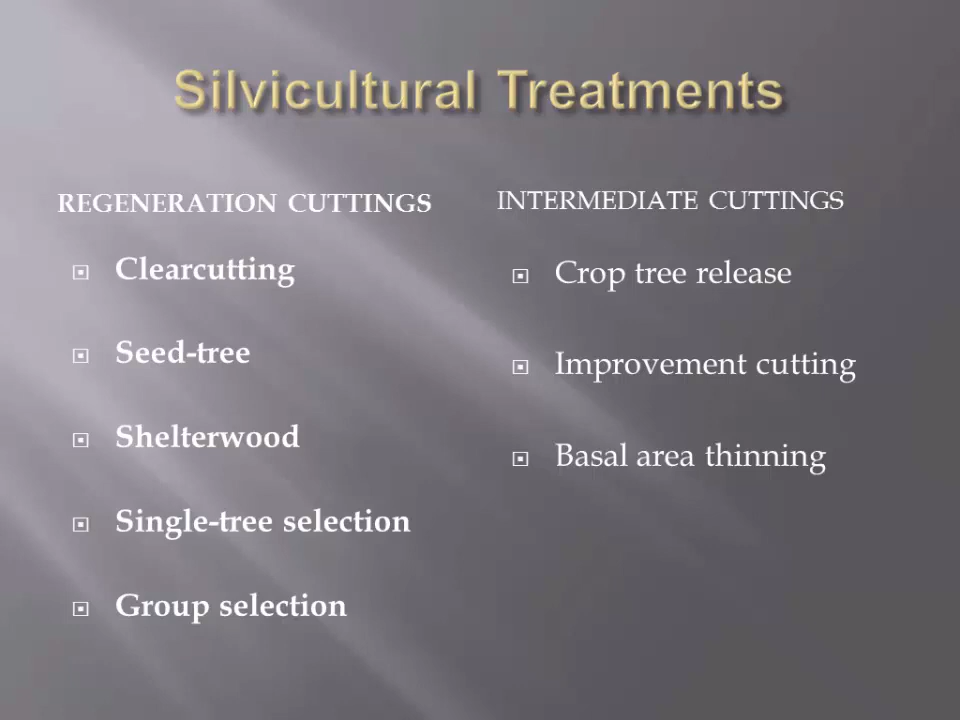 Silvicultural Treatments
REGENERATION CUTTINGS
Clearcutting
Seed-tree
Shelterwood
Single-tree selection
Group selection
INTERMEDIATE CUTTINGS
Crop tree release
Improvement cutting
Basal area thinning